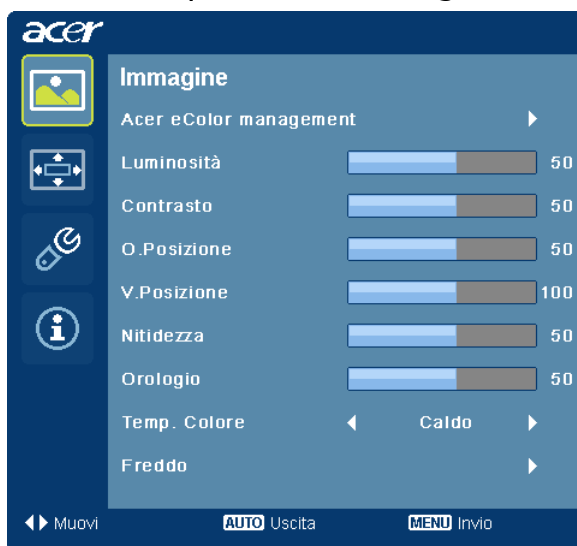 acer
Immagine
Acer eColor management
Luminosità 50
Contrasto 50
O.Posizione 50
V.Posizione 100
Nitidezza 50
Orologio 50
Temp. Colore Caldo
Freddo
Muovi AUTO Uscita MENU Invio